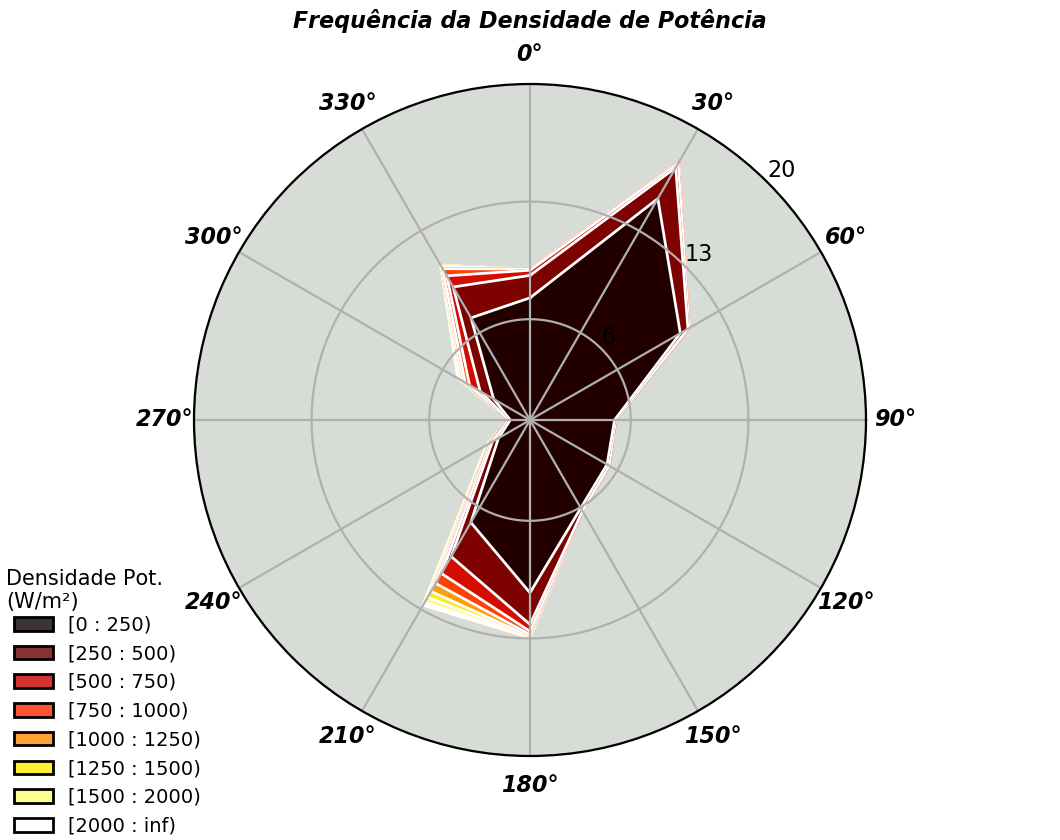 Frequência da Densidade de Potência
0°
330°
30°
20
300°
60°
13
6
270°
90°
Densidade Pot.
(W/m²)
240°
120°
[0 : 250)
[250 : 500)
[500 : 750)
[750 : 1000)
210°
150°
[1000 : 1250)
[1250 : 1500)
180°
[1500 : 2000)
[2000 : inf)